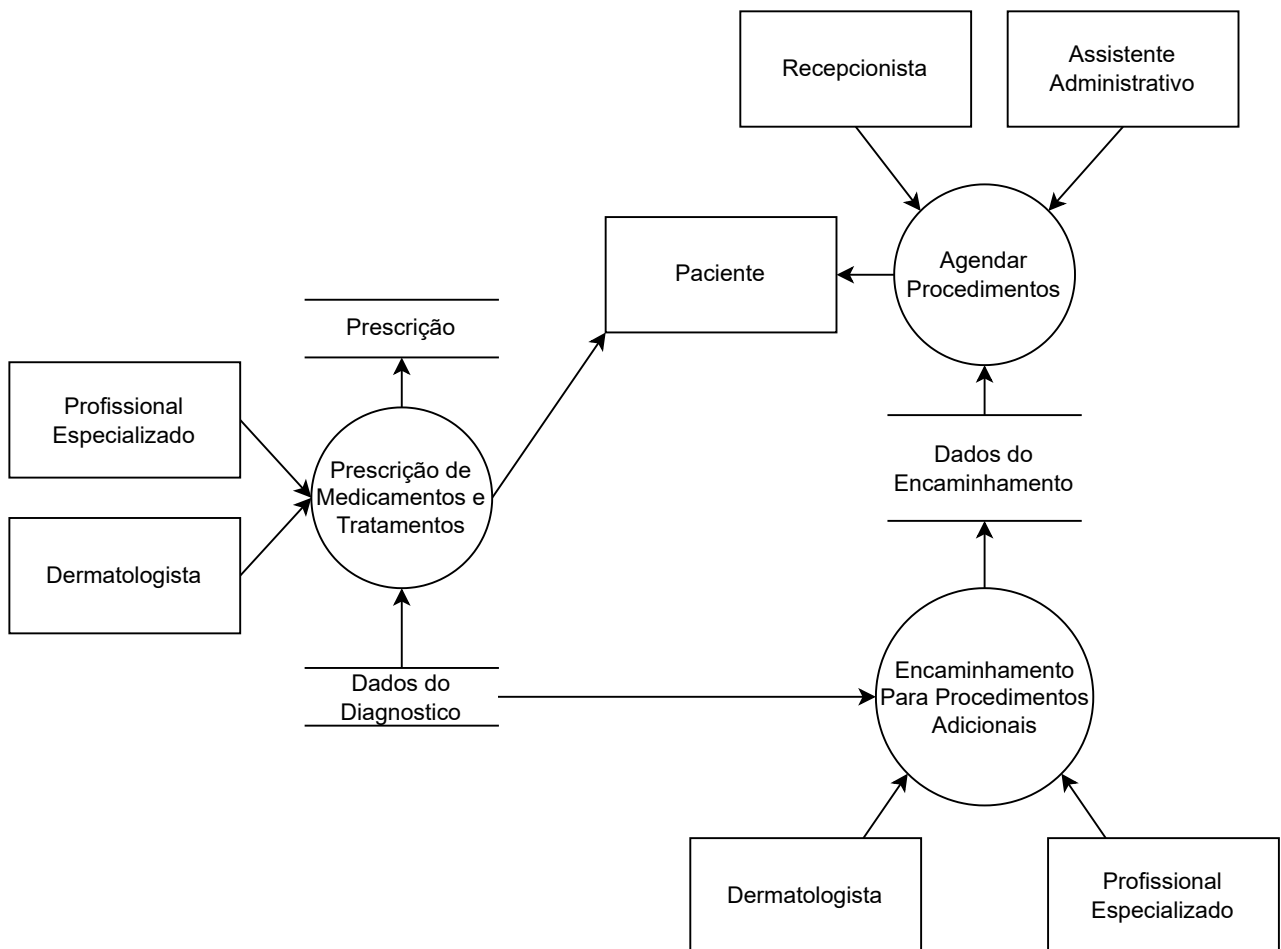 Recepcionista
Assistente
Administrativo
Paciente
Agendar
Procedimentos
Prescrição
Profissional
Especializado
Prescrição de
Medicamentos e
Tratamentos
Dados do
Encaminhamento
Dermatologista
Dados do
Diagnostico
Encaminhamento
Para Procedimentos
Adicionais
Dermatologista
Profissional
Especializado